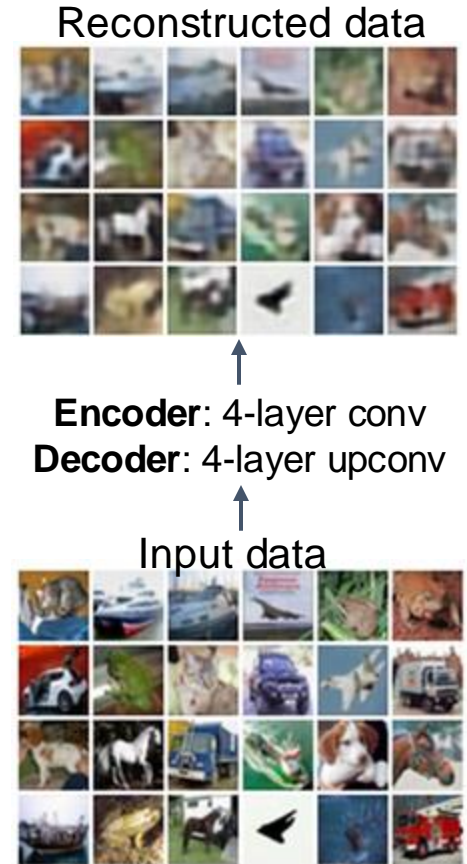 Reconstructed data
Encoder: 4-layer conv
Decoder: 4-layer upconv
Input data